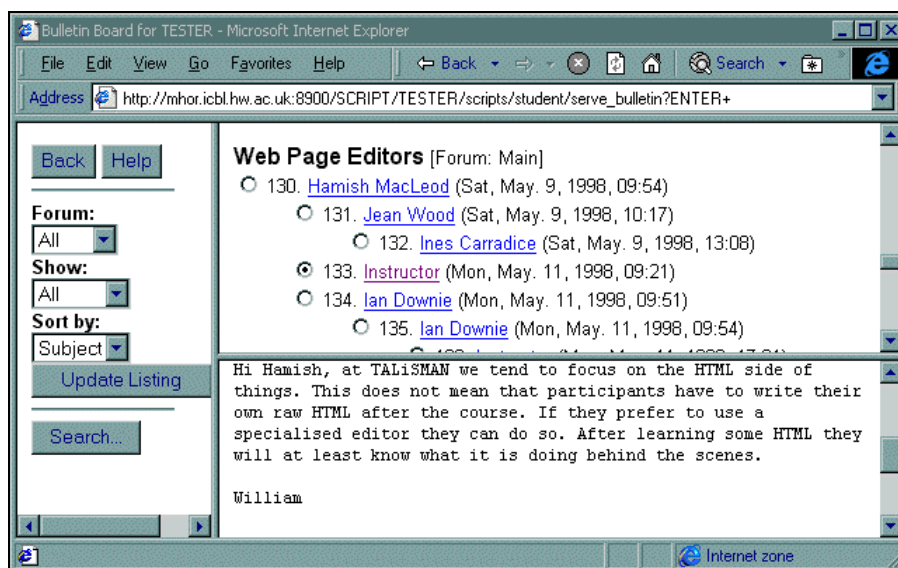 Bulletin Board for TESTER - Microsoft Internet Explorer
File Edit View Go Favorites Help Back Search
Address http://mhor.icbl.hw.ac.uk:8900/SCRIPT/TESTER/scripts/student/serve_bulletin?ENTER+
Back Help
Forum:
All
Show:
All
Sort by:
Subject
Update Listing
Search...
Web Page Editors [Forum: Main]
130. Hamish MacLeod (Sat, May. 9, 1998, 09:54)
131. Jean Wood (Sat, May. 9, 1998, 10:17)
132. Ines Carradice (Sat, May. 9, 1998, 13:08)
133. Instructor (Mon, May. 11, 1998, 09:21)
134. Ian Downie (Mon, May. 11, 1998, 09:51)
135. Ian Downie (Mon, May. 11, 1998, 09:54)
Hi Hamish, at TALiSMAN we tend to focus on the HTML side of
things. This does not mean that participants have to write their
own raw HTML after the course. If they prefer to use a
specialised editor they can do so. After learning some HTML they
will at least know what it is doing behind the scenes.
William
Internet zone